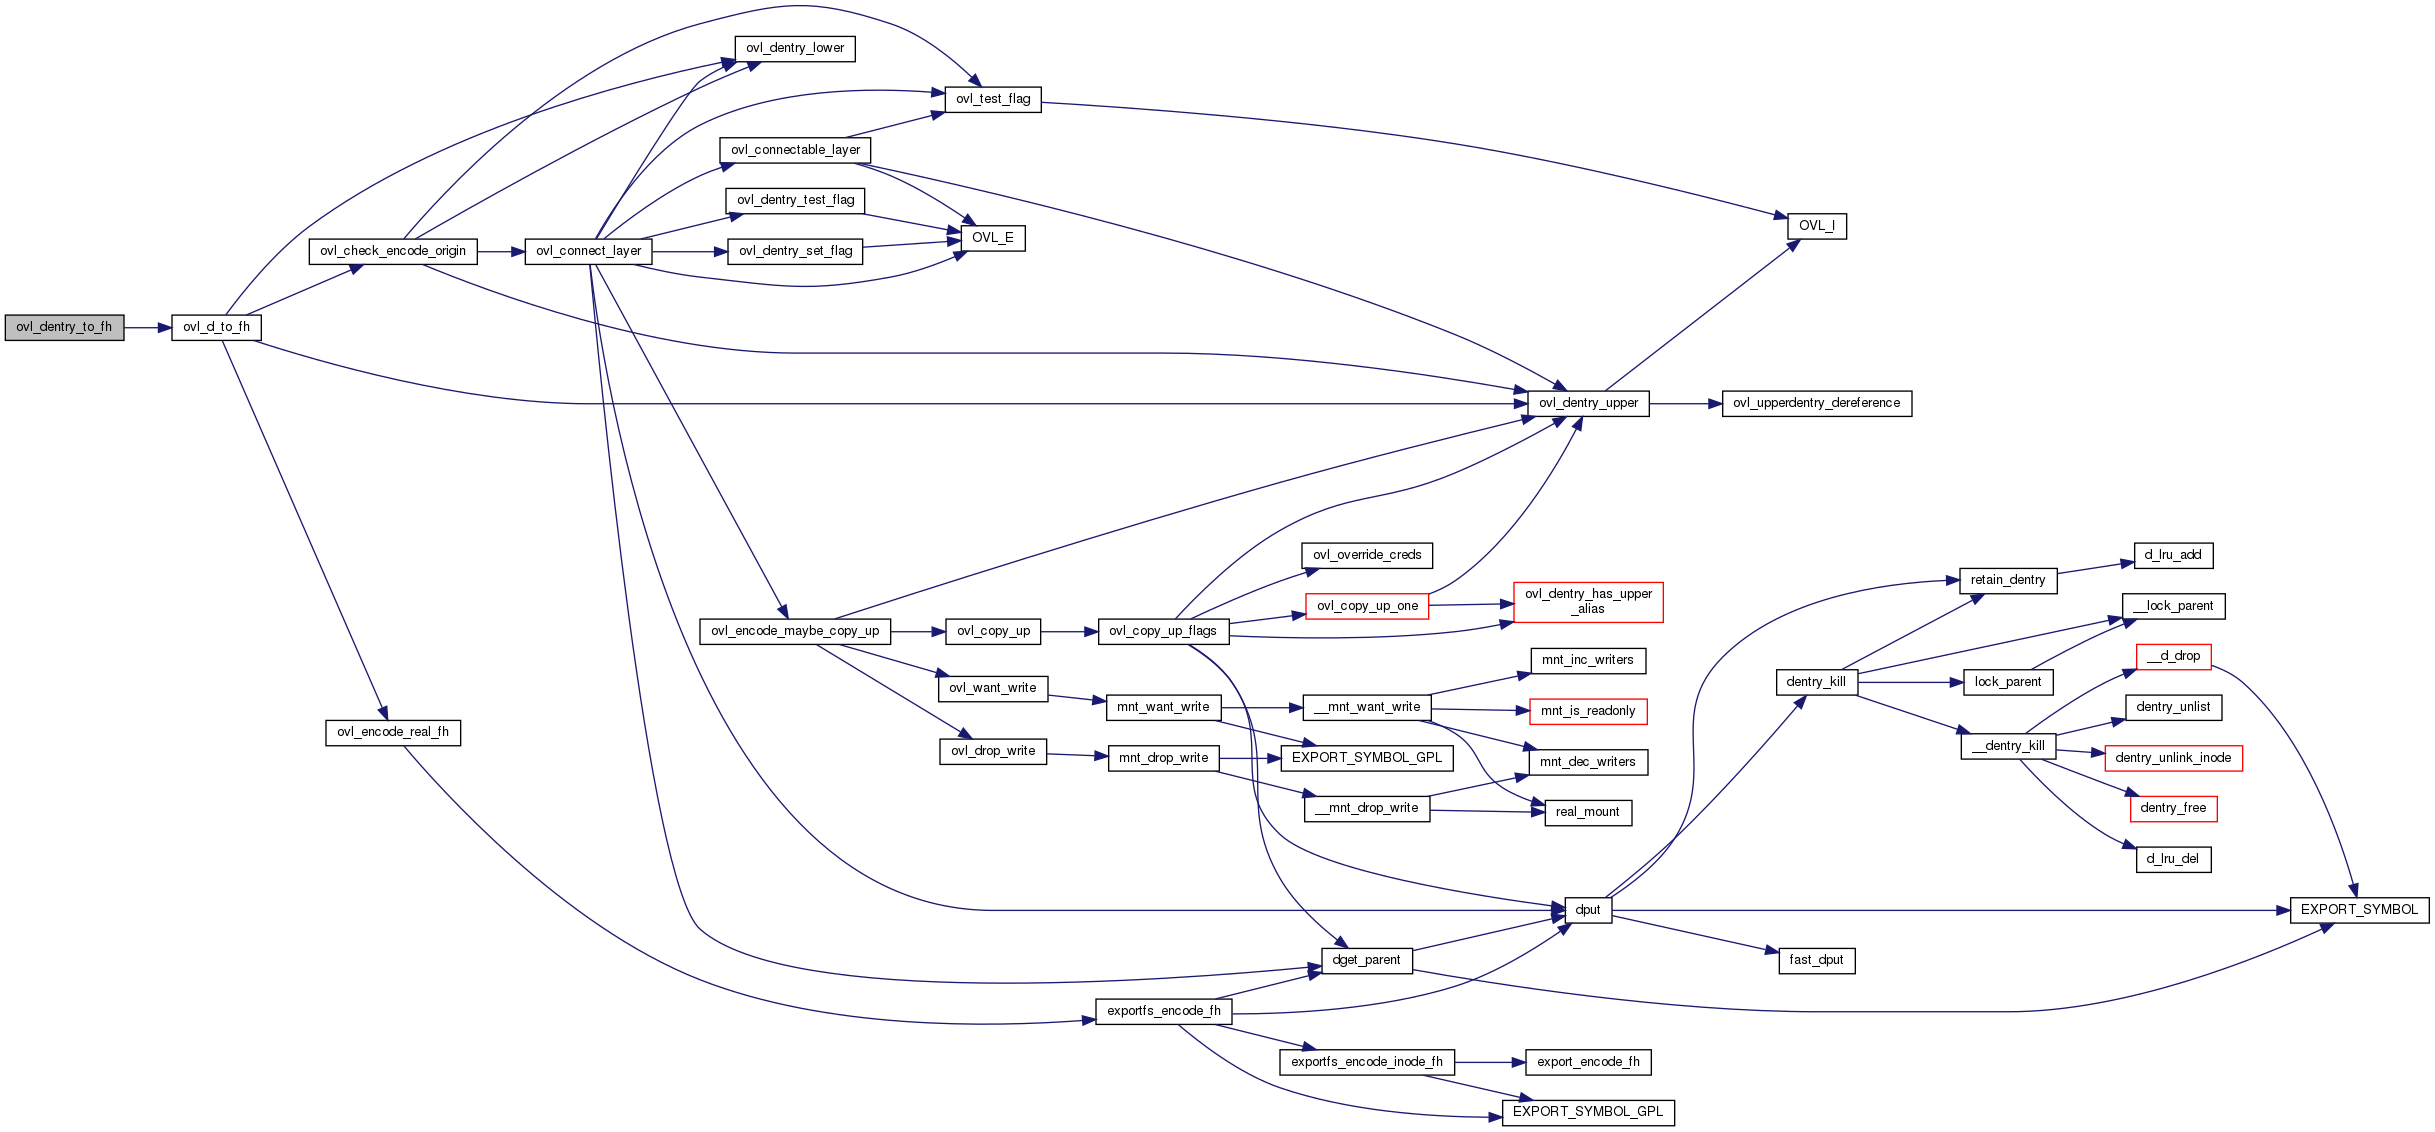 ovl_dentry_to_fh
ovl_d_to_fh
ovl_check_encode_origin
ovl_encode_real_fh
ovl_connect_layer
ovl_dentry_lower
ovl_connectable_layer
ovl_dentry_test_flag
ovl_dentry_set_flag
ovl_encode_maybe_copy_up
ovl_test_flag
OVL_E
ovl_copy_up
ovl_want_write
ovl_drop_write
ovl_copy_up_flags
mnt_want_write
mnt_drop_write
exportfs_encode_fh
ovl_override_creds
ovl_copy_up_one
__mnt_want_write
EXPORT_SYMBOL_GPL
__mnt_drop_write
dget_parent
exportfs_encode_inode_fh
ovl_dentry_upper
ovl_dentry_has_upper
_alias
mnt_inc_writers
mnt_is_readonly
mnt_dec_writers
real_mount
dput
export_encode_fh
EXPORT_SYMBOL_GPL
OVL_I
ovl_upperdentry_dereference
dentry_kill
fast_dput
retain_dentry
lock_parent
__dentry_kill
d_lru_add
__lock_parent
__d_drop
dentry_unlist
dentry_unlink_inode
dentry_free
d_lru_del
EXPORT_SYMBOL